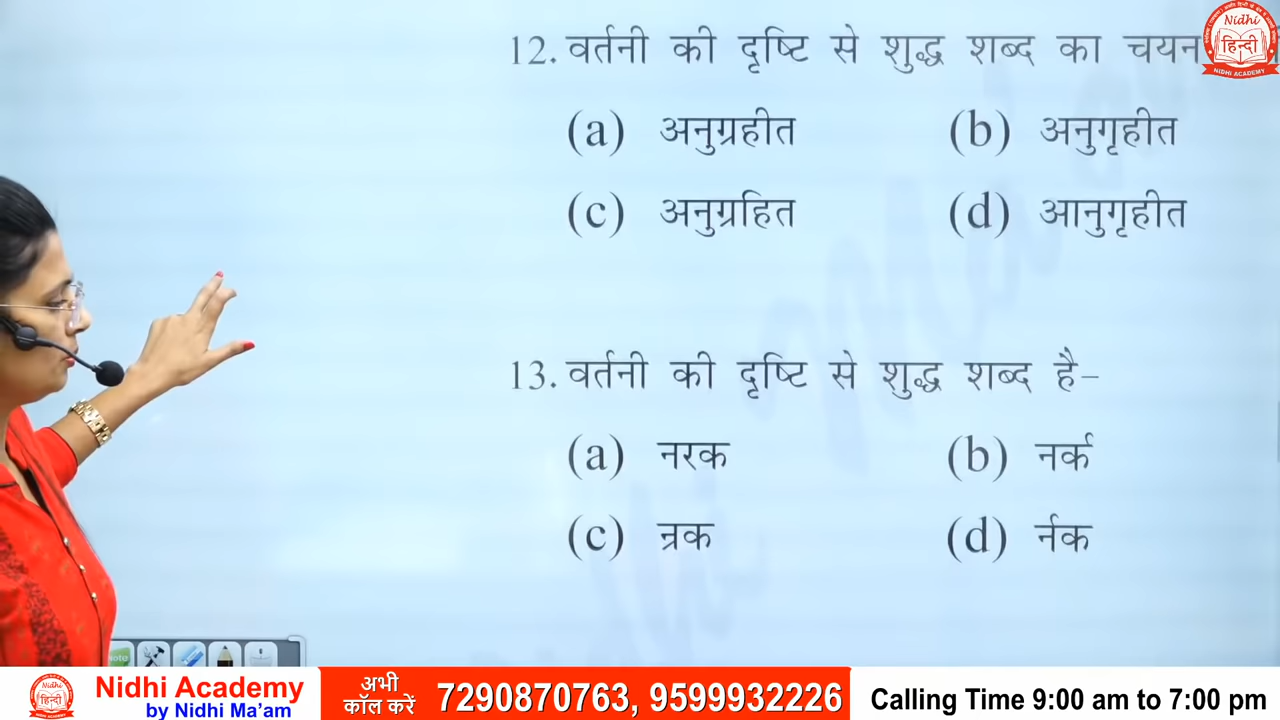 12. वर्तनी की दृष्टि से शुद्ध शब्द का चयन
(a) अनुग्रहीत (b) अनुगृहीत
(c) अनुग्रहित (d) आनुगृहीत
13. वर्तनी की दृष्टि से शुद्ध शब्द है–
(a) नरक (b) नर्क
(c) न्रक (d) र्नक
Nidhi
हिन्दी
NIDHI ACADEMY
Nidhi Academy
by Nidhi Ma'am
अभी
कॉल करें
7290870763, 9599932226
Calling Time 9:00 am to 7:00 pm